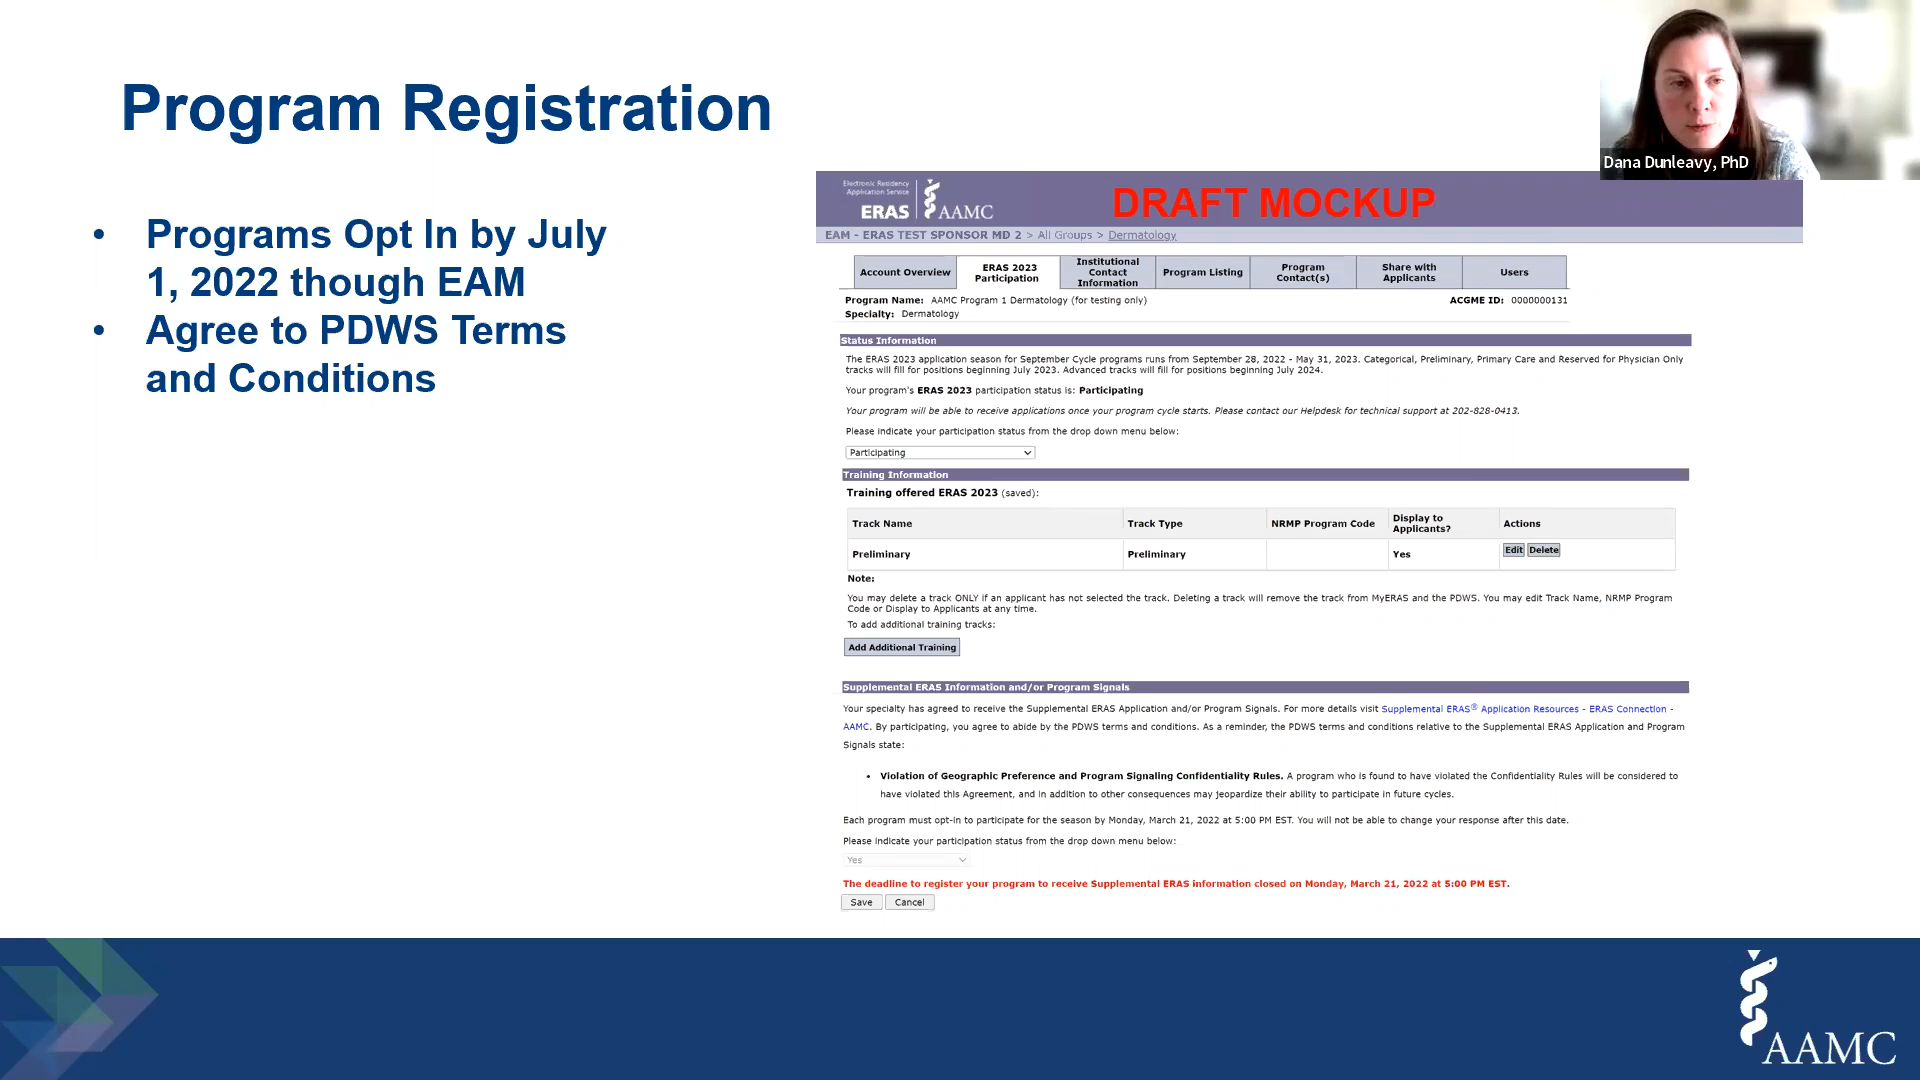 Program Registration
Dana Dunleavy, PhD
• Programs Opt In by July
1, 2022 though EAM
• Agree to PDWS Terms
and Conditions
Electronic Residency
Application Service
ERAS AAMC
DRAFT MOCKUP
EAM - ERAS TEST SPONSOR MD 2 > All Groups > Dermatology
Account Overview
ERAS 2023
Participation
Institutional
Contact
Information
Program Listing
Program
Contact(s)
Share with
Applicants
Users
Program Name: AAMC Program 1 Dermatology (for testing only)
ACGME ID: 0000000131
Specialty: Dermatology
Status Information
The ERAS 2023 application season for September Cycle programs runs from September 28, 2022 - May 31, 2023. Categorical, Preliminary, Primary Care and Reserved for Physician Only
tracks will fill for positions beginning July 2023. Advanced tracks will fill for positions beginning July 2024.
Your program's ERAS 2023 participation status is: Participating
Your program will be able to receive applications once your program cycle starts. Please contact our Helpdesk for technical support at 202-828-0413.
Please indicate your participation status from the drop down menu below:
Participating
Training Information
Training offered ERAS 2023 (saved):
Track Name Track Type NRMP Program Code Display to Applicants? Actions
Preliminary Preliminary Yes Edit Delete
Note:
You may delete a track ONLY if an applicant has not selected the track. Deleting a track will remove the track from MyERAS and the PDWS. You may edit Track Name, NRMP Program
Code or Display to Applicants at any time.
To add additional training tracks:
Add Additional Training
Supplemental ERAS Information and/or Program Signals
Your specialty has agreed to receive the Supplemental ERAS Application and/or Program Signals. For more details visit Supplemental ERAS® Application Resources - ERAS Connection -
AAMC. By participating, you agree to abide by the PDWS terms and conditions. As a reminder, the PDWS terms and conditions relative to the Supplemental ERAS Application and Program
Signals state:
• Violation of Geographic Preference and Program Signaling Confidentiality Rules. A program who is found to have violated the Confidentiality Rules will be considered to
have violated this Agreement, and in addition to other consequences may jeopardize their ability to participate in future cycles.
Each program must opt-in to participate for the season by Monday, March 21, 2022 at 5:00 PM EST. You will not be able to change your response after this date.
Please indicate your participation status from the drop down menu below:
Yes
The deadline to register your program to receive Supplemental ERAS information closed on Monday, March 21, 2022 at 5:00 PM EST.
Save Cancel
AAMC